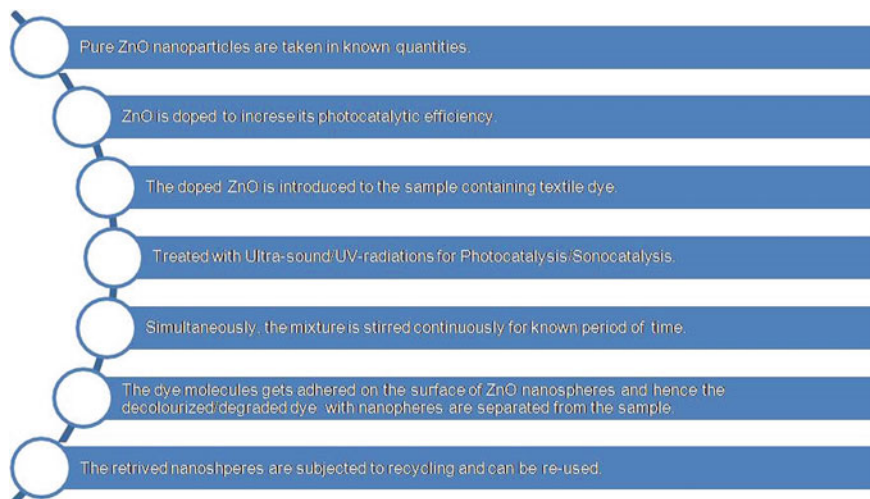 Pure ZnO nanoparticles are taken in known quantities.
ZnO is doped to increse its photocatalytic efficiency.
The doped ZnO is introduced to the sample containing textile dye.
Treated with Ultra-sound/UV-radiations for Photocatalysis/Sonocatalysis.
Simultaneously, the mixture is stirred continuously for known period of time.
The dye molecules gets adhered on the surface of ZnO nanospheres and hence the
decolourized/degraded dye with nanopheres are separated from the sample.
The retrived nanoshperes are subjected to recycling and can be re-used.